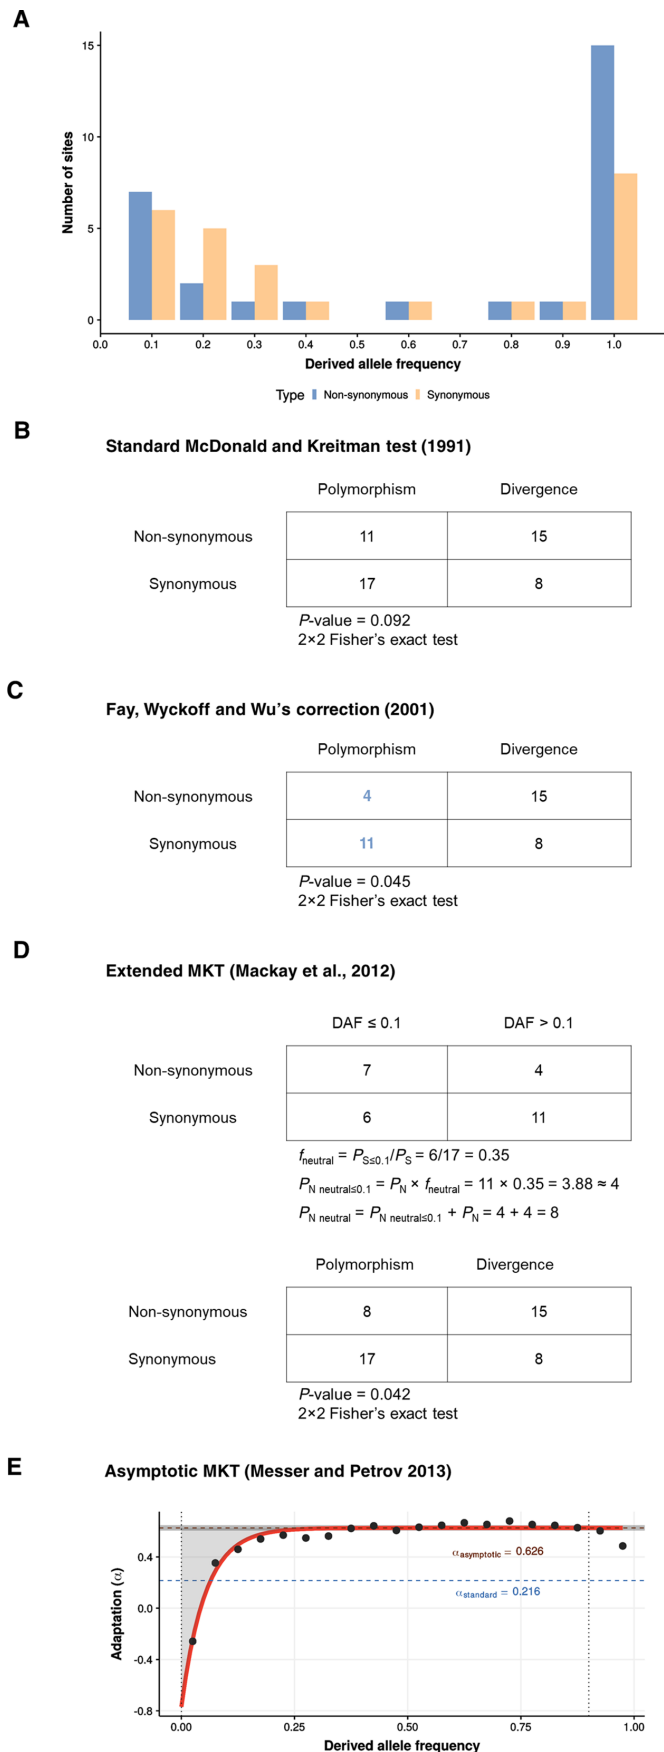 A
15
10
5
0
Number of sites
0.0 0.1 0.2 0.3 0.4 0.5 0.6 0.7 0.8 0.9 1.0
Derived allele frequency
Type Non-synonymous Synonymous
B
Standard McDonald and Kreitman test (1991)
Polymorphism Divergence
Non-synonymous 11 15
Synonymous 17 8
P-value = 0.092
2×2 Fisher's exact test
C
Fay, Wyckoff and Wu's correction (2001)
Polymorphism Divergence
Non-synonymous 4 15
Synonymous 11 8
P-value = 0.045
2×2 Fisher's exact test
D
Extended MKT (Mackay et al., 2012)
DAF ≤ 0.1 DAF > 0.1
Non-synonymous 7 4
Synonymous 6 11
fneutral = PS≤0.1/PS = 6/17 = 0.35
PN neutral≤0.1 = PN × fneutral = 11 × 0.35 = 3.88 ≈ 4
PN neutral = PN neutral≤0.1 + PN = 4 + 4 = 8
Polymorphism Divergence
Non-synonymous 8 15
Synonymous 17 8
P-value = 0.042
2×2 Fisher's exact test
E
Asymptotic MKT (Messer and Petrov 2013)
Adaptation (α)
0.4
0.0
-0.4
-0.8
αasymptotic = 0.626
αstandard = 0.216
0.00 0.25 0.50 0.75 1.00
Derived allele frequency